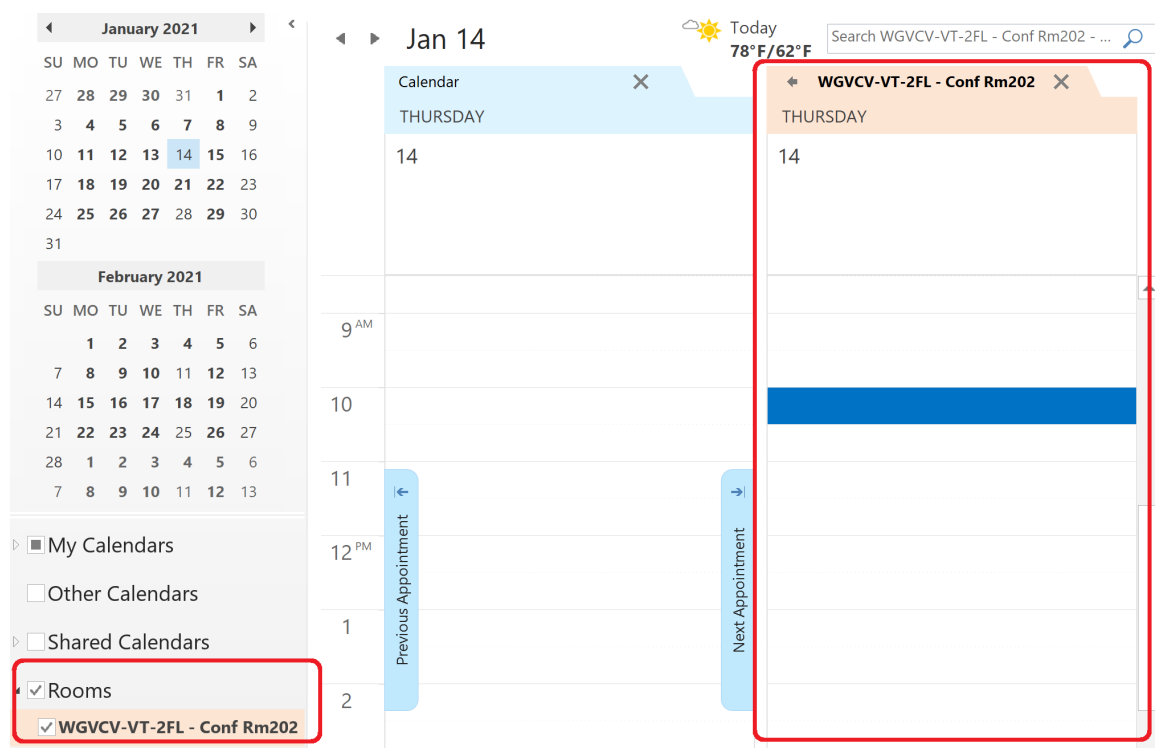 January 2021
SU MO TU WE TH FR SA
27 28 29 30 31 1 2
3 4 5 6 7 8 9
10 11 12 13 14 15 16
17 18 19 20 21 22 23
24 25 26 27 28 29 30
31
February 2021
SU MO TU WE TH FR SA
1 2 3 4 5 6
7 8 9 10 11 12 13
14 15 16 17 18 19 20
21 22 23 24 25 26 27
28 1 2 3 4 5 6
7 8 9 10 11 12 13
My Calendars
Other Calendars
Shared Calendars
Rooms
WGVCV-VT-2FL - Conf Rm202
Jan 14
Today
78°F/62°F
Search WGVCV-VT-2FL - Conf Rm202 - ...
Calendar
THURSDAY
14
9 AM
10
11
12 PM
1
2
Previous Appointment
Next Appointment
WGVCV-VT-2FL - Conf Rm202
THURSDAY
14